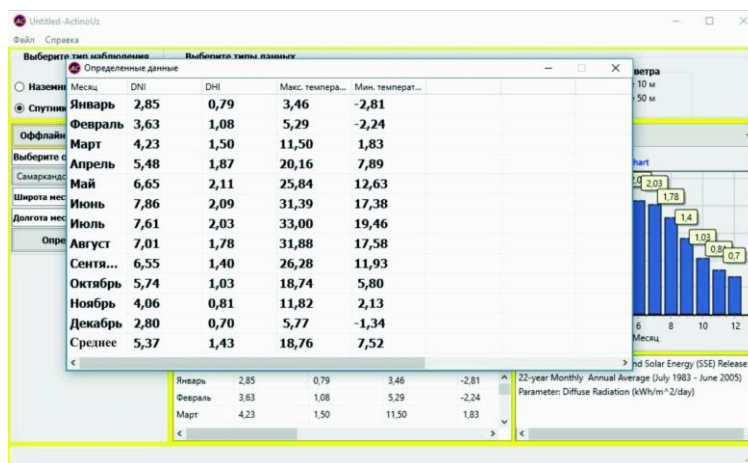 Untitled-ActinoUz
Файл Справка
Выберите тип наблюдения Выберите типы данных
Определенные данные
Месяц DNI DHI Макс. темпера... Мин. температ...
Январь 2,85 0,79 3,46 -2,81
Февраль 3,63 1,08 5,29 -2,24
Март 4,23 1,50 11,50 1,83
Апрель 5,48 1,87 20,16 7,89
Май 6,65 2,11 25,84 12,63
Июнь 7,86 2,09 31,39 17,38
Июль 7,61 2,03 33,00 19,46
Август 7,01 1,78 31,88 17,58
Сентя... 6,55 1,40 26,28 11,93
Октябрь 5,74 1,03 18,74 5,80
Ноябрь 4,06 0,81 11,82 2,13
Декабрь 2,80 0,70 5,77 -1,34
Среднее 5,37 1,43 18,76 7,52
Наземн
Спутник
Оффлайн
Выберите о
Самарканд
Широта мес
Долгота мес
Опре
ветра
10 м
50 м
hart
2,03
1,78
1,4
1,03
0,7
6 8 10 12
Месяц
Январь 2,85 0,79 3,46 -2,81
Февраль 3,63 1,08 5,29 -2,24
Март 4,23 1,50 11,50 1,83
nd Solar Energy (SSE) Release
22-year Monthly Annual Average (July 1983 - June 2005)
Parameter: Diffuse Radiation (kWh/m^2/day)